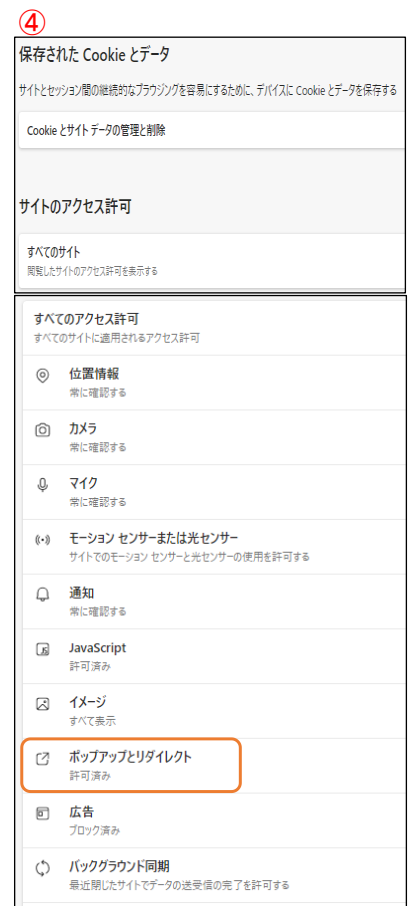 ④
保存された Cookie とデータ
サイトとセッション間の継続的なブラウジングを容易にするために、デバイスに Cookie とデータを保存する
Cookie とサイト データの管理と削除
サイトのアクセス許可
すべてのサイト
閲覧したサイトのアクセス許可を表示する
すべてのアクセス許可
すべてのサイトに適用されるアクセス許可
位置情報
常に確認する
カメラ
常に確認する
マイク
常に確認する
モーション センサーまたは光センサー
サイトでのモーション センサーと光センサーの使用を許可する
通知
常に確認する
JavaScript
許可済み
イメージ
すべて表示
ポップアップとリダイレクト
許可済み
広告
ブロック済み
バックグラウンド同期
最近閉じたサイトでデータの送受信の完了を許可する